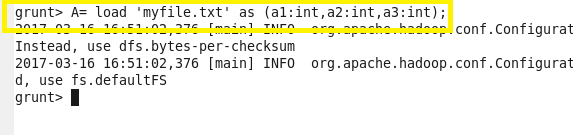 grunt> A= load 'myfile.txt' as (a1:int,a2:int,a3:int);
2017-03-16 16:51:02,376 [main] INFO  org.apache.hadoop.conf.Configurat
Instead, use dfs.bytes-per-checksum
2017-03-16 16:51:02,376 [main] INFO  org.apache.hadoop.conf.Configurat
d, use fs.defaultFS
grunt>